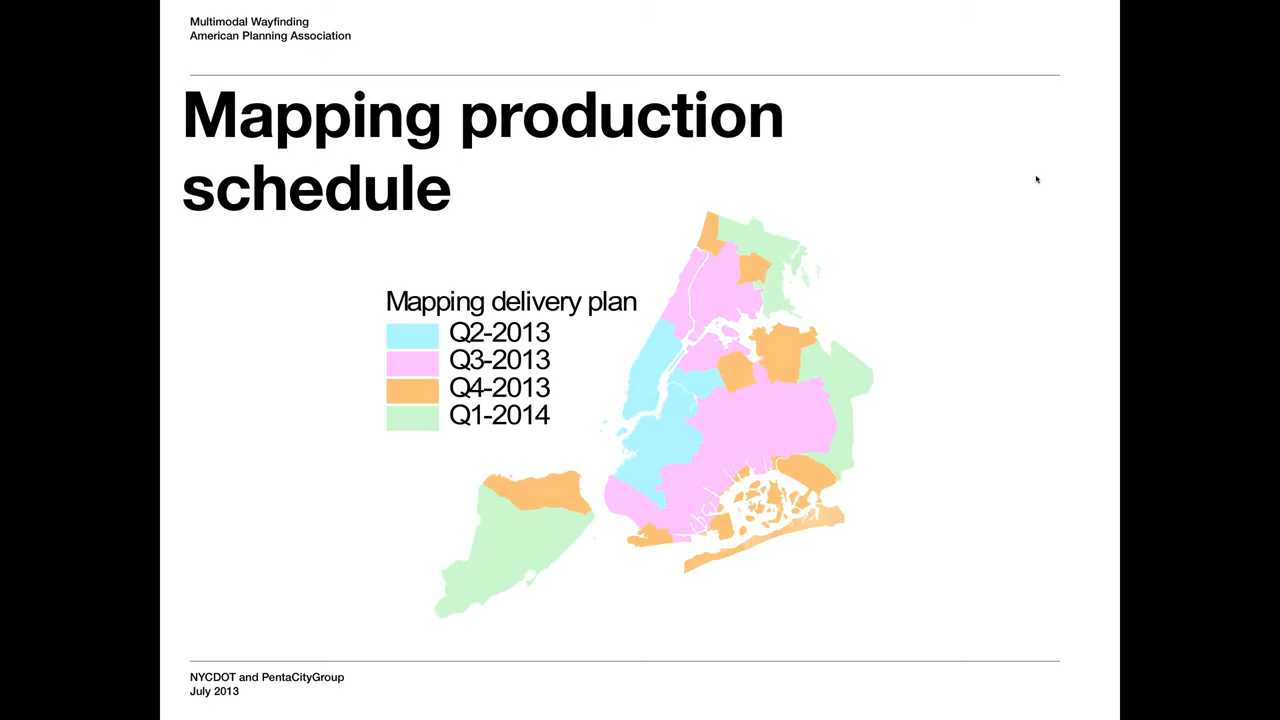 Multimodal Wayfinding
American Planning Association
Mapping production
schedule
Mapping delivery plan
Q2-2013
Q3-2013
Q4-2013
Q1-2014
NYCDOT and PentaCityGroup
July 2013